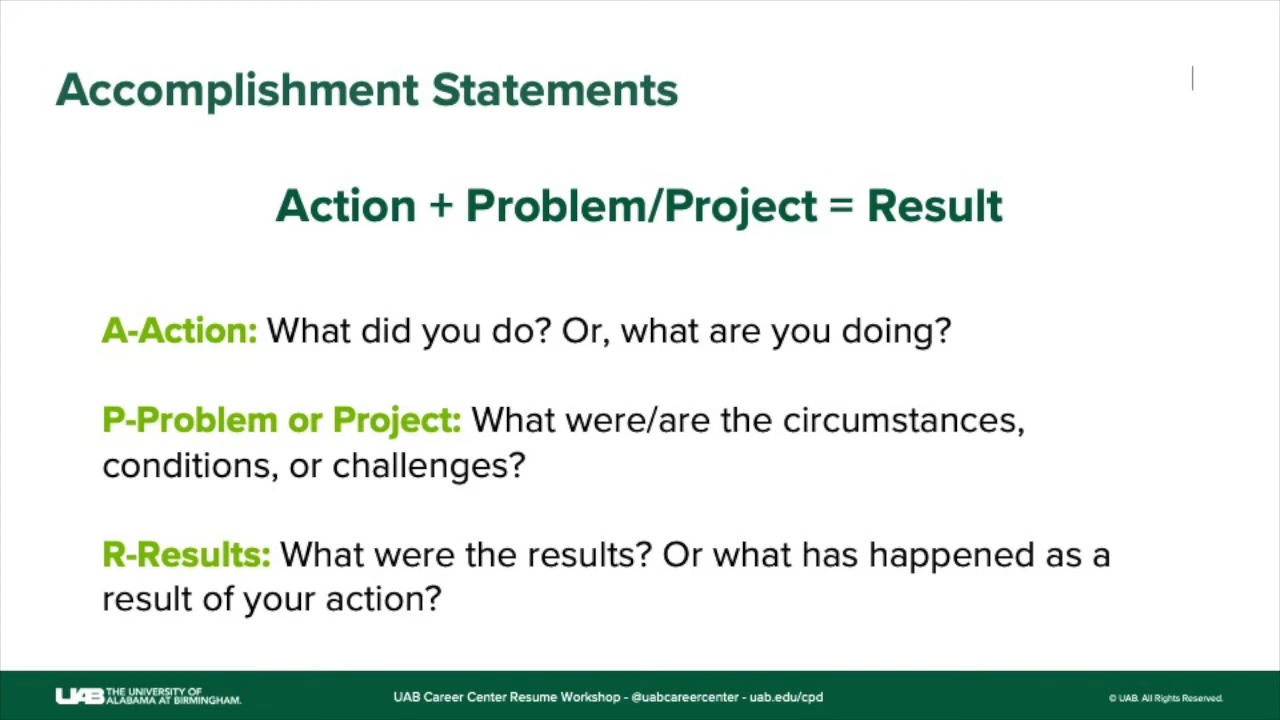 Accomplishment Statements
Action + Problem/Project = Result
A-Action: What did you do? Or, what are you doing?
P-Problem or Project: What were/are the circumstances,
conditions, or challenges?
R-Results: What were the results? Or what has happened as a
result of your action?
UAB THE UNIVERSITY OF
ALABAMA AT BIRMINGHAM.
UAB Career Center Resume Workshop - @uabcareercenter - uab.edu/cpd
© UAB. All Rights Reserved.